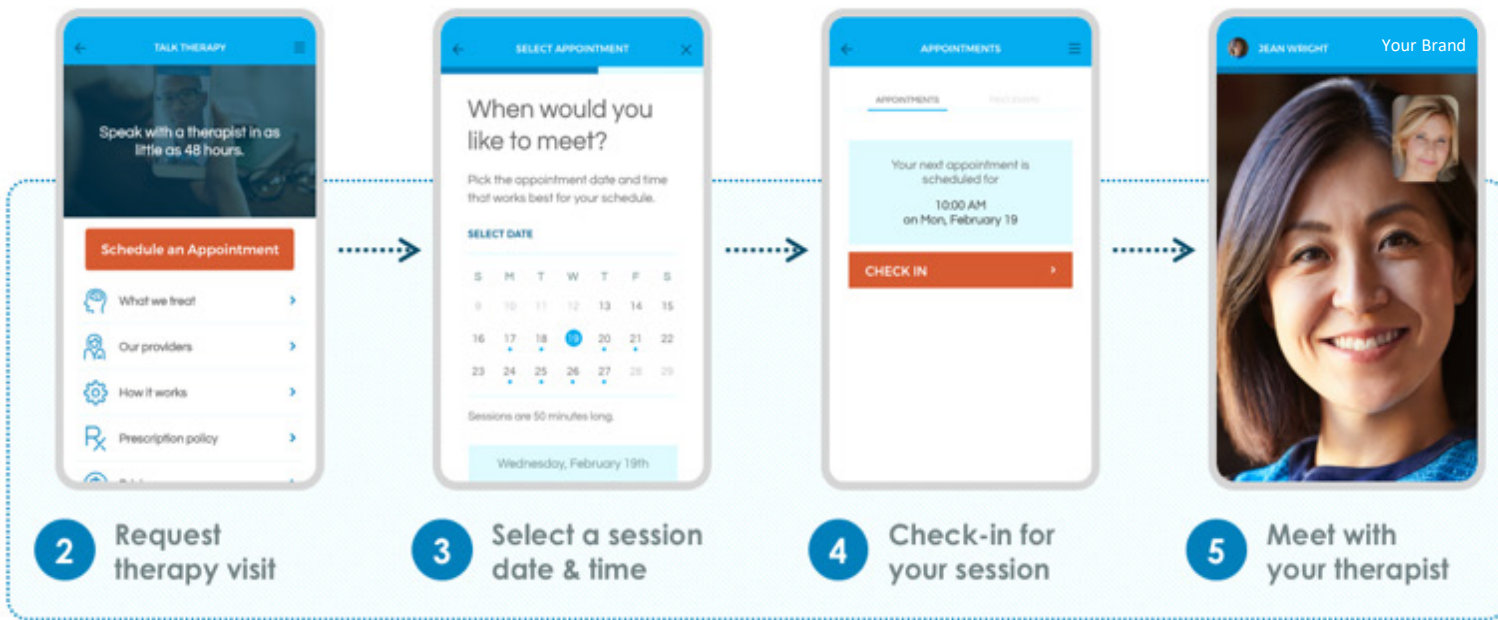 TALK THERAPY
Speak with a therapist in as
little as 48 hours.
Schedule an Appointment
What we treat
Our providers
How it works
Prescription policy
2
Request
therapy visit
SELECT APPOINTMENT
When would you
like to meet?
Pick the appointment date and time
that works best for your schedule.
SELECT DATE
S M T W T F S
9 10 11 12 13 14 15
16 17 18 19 20 21 22
23 24 25 26 27 28 29
Sessions are 50 minutes long.
Wednesday, February 19th
3
Select a session
date & time
APPOINTMENTS
APPOINTMENTS
Your next appointment is
scheduled for
10:00 AM
on Mon, February 19
CHECK IN
4
Check-in for
your session
JEAN WRIGHT Your Brand
5
Meet with
your therapist